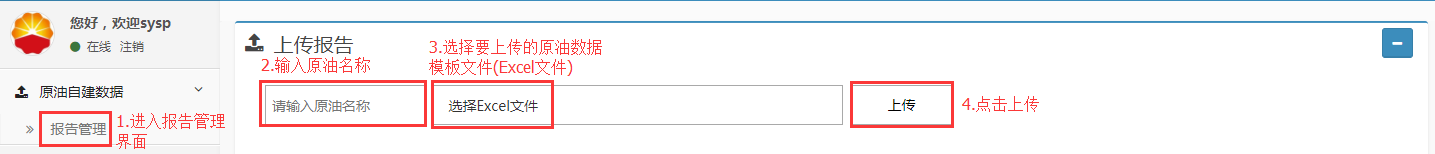 您好，欢迎sysp
在线 注销
原油自建数据
报告管理
1.进入报告管理
界面
上传报告
2.输入原油名称
3.选择要上传的原油数据
模板文件(Excel文件)
请输入原油名称
选择Excel文件
上传
4.点击上传